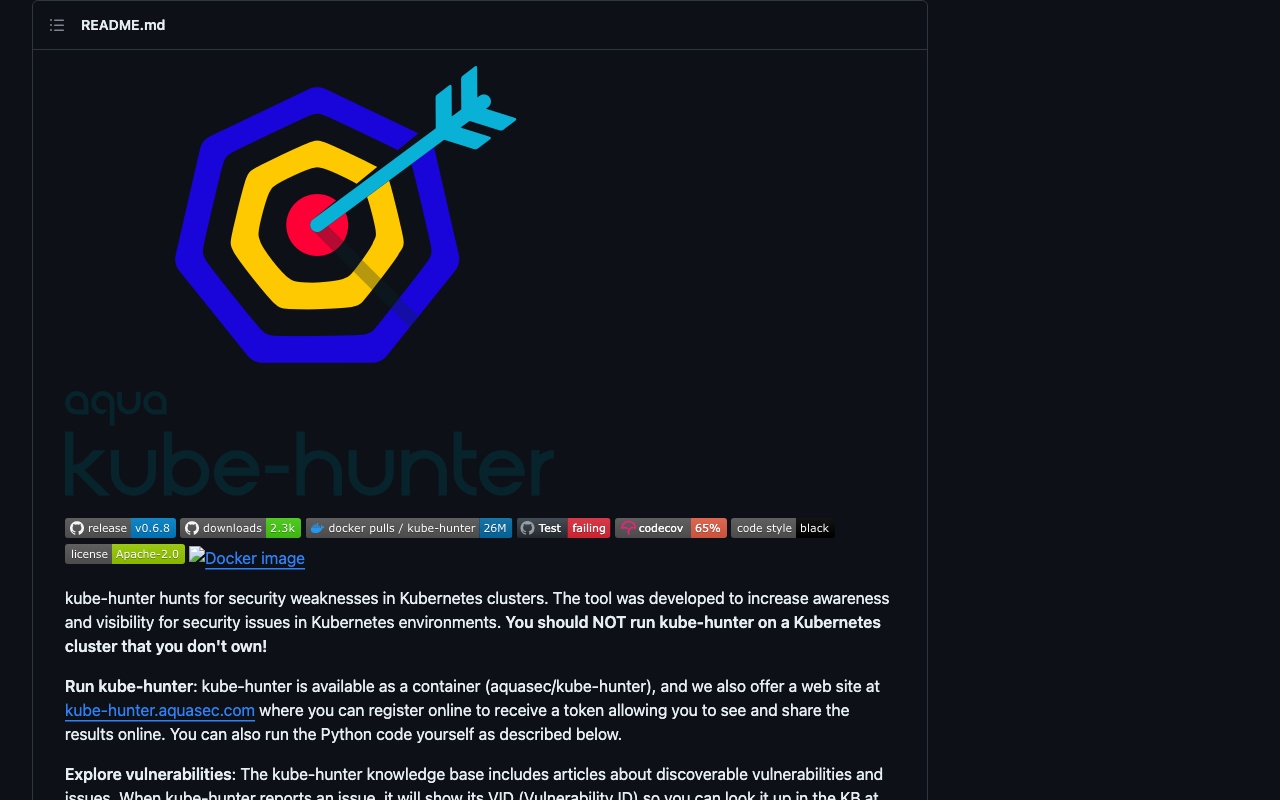 README.md
aqua
kube-hunter
release v0.6.8 downloads 2.3k docker pulls / kube-hunter 26M Test failing codecov 65% code style black
license Apache-2.0 Docker image
kube-hunter hunts for security weaknesses in Kubernetes clusters. The tool was developed to increase awareness
and visibility for security issues in Kubernetes environments. You should NOT run kube-hunter on a Kubernetes
cluster that you don't own!
Run kube-hunter: kube-hunter is available as a container (aquasec/kube-hunter), and we also offer a web site at
kube-hunter.aquasec.com where you can register online to receive a token allowing you to see and share the
results online. You can also run the Python code yourself as described below.
Explore vulnerabilities: The kube-hunter knowledge base includes articles about discoverable vulnerabilities and
issues. When kube-hunter reports an issue, it will show its VID (Vulnerability ID) so you can look it up in the KB at